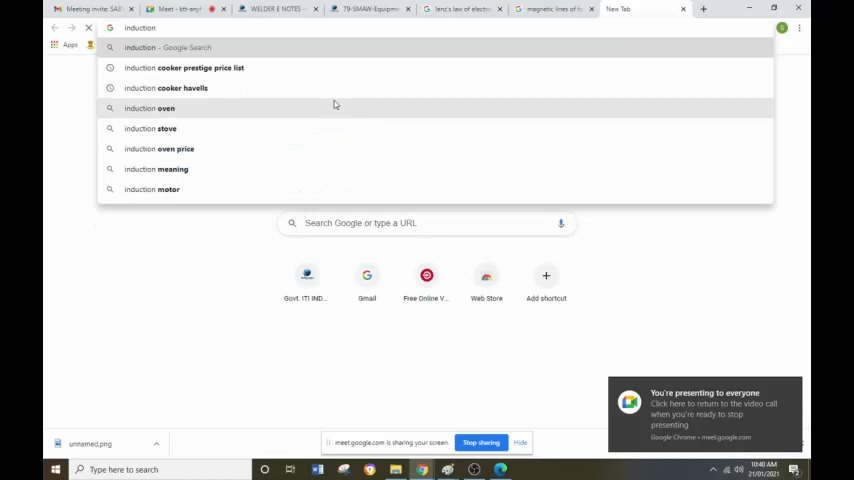 Meeting invite: SAB
Meet - ktt-any
WELDER E NOTES -
79-SMAW-Equipm
lenz's law of electro
magnetic lines of fo
New Tab
induction
Apps
induction - Google Search
induction cooker prestige price list
induction cooker havells
induction oven
induction stove
induction oven price
induction meaning
induction motor
Search Google or type a URL
Govt. ITI IND...
Gmail
Free Online V...
Web Store
Add shortcut
You're presenting to everyone
Click here to return to the video call
when you're ready to stop
presenting
Google Chrome • meet.google.com
unnamed.png
meet.google.com is sharing your screen.
Stop sharing
Hide
Type here to search
10:40 AM
21/01/2021